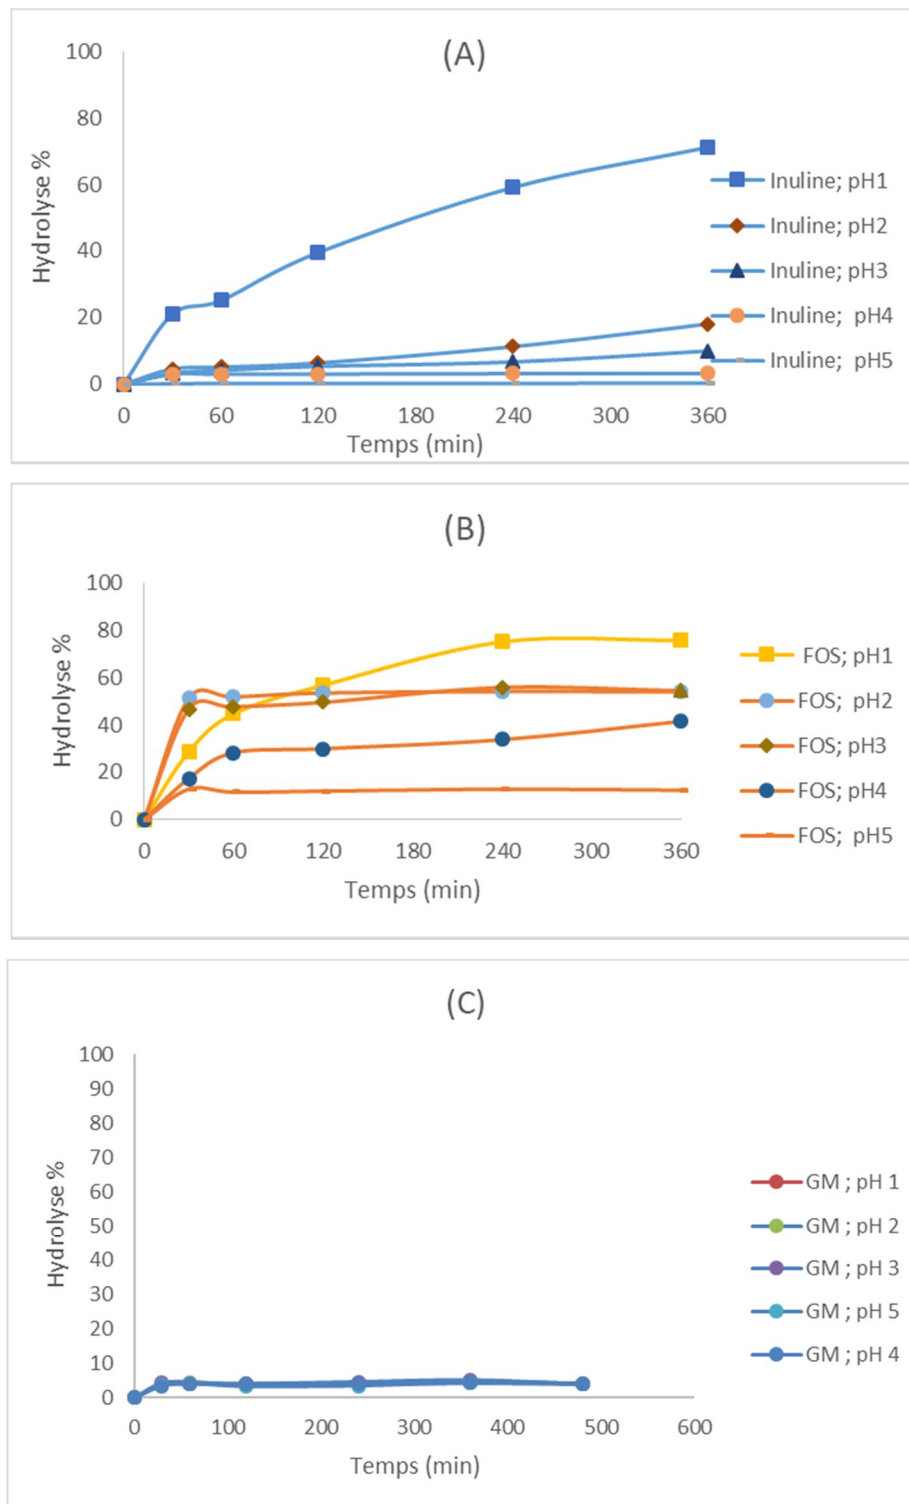 (A)
100
80
60
40
20
0
Hydrolyse %
0 60 120 180 240 300 360
Temps (min)
Inuline; pH1
Inuline; pH2
Inuline; pH3
Inuline; pH4
Inuline; pH5
(B)
100
80
60
40
20
0
Hydrolyse %
0 60 120 180 240 300 360
Temps (min)
FOS; pH1
FOS; pH2
FOS; pH3
FOS; pH4
FOS; pH5
(C)
100
90
80
70
60
50
40
30
20
10
0
Hydrolyse %
0 100 200 300 400 500 600
Temps (min)
GM ; pH 1
GM ; pH 2
GM ; pH 3
GM ; pH 5
GM ; pH 4